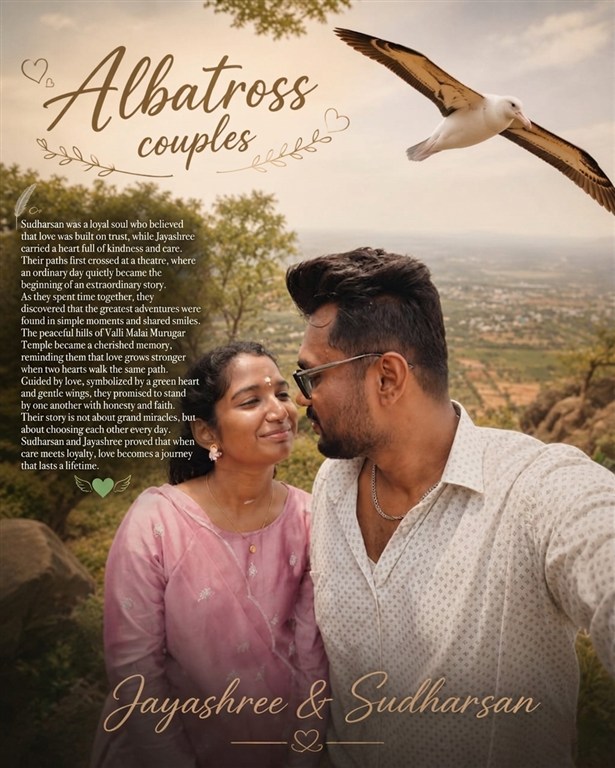 Albatross
couples
Sudharsan was a loyal soul who believed
that love was built on trust, while Jayashree
carried a heart full of kindness and care.
Their paths first crossed at a theatre, where
an ordinary day quietly became the
beginning of an extraordinary story.
As they spent time together, they
discovered that the greatest adventures were
found in simple moments and shared smiles.
The peaceful hills of Valli Malai Murugar
Temple became a cherished memory,
reminding them that love grows stronger
when two hearts walk the same path.
Guided by love, symbolized by a green heart
and gentle wings, they promised to stand
by one another with honesty and faith.
Their story is not about grand miracles, but
about choosing each other every day.
Sudharsan and Jayashree proved that when
care meets loyalty, love becomes a journey
that lasts a lifetime.
Jayashree & Sudharsan